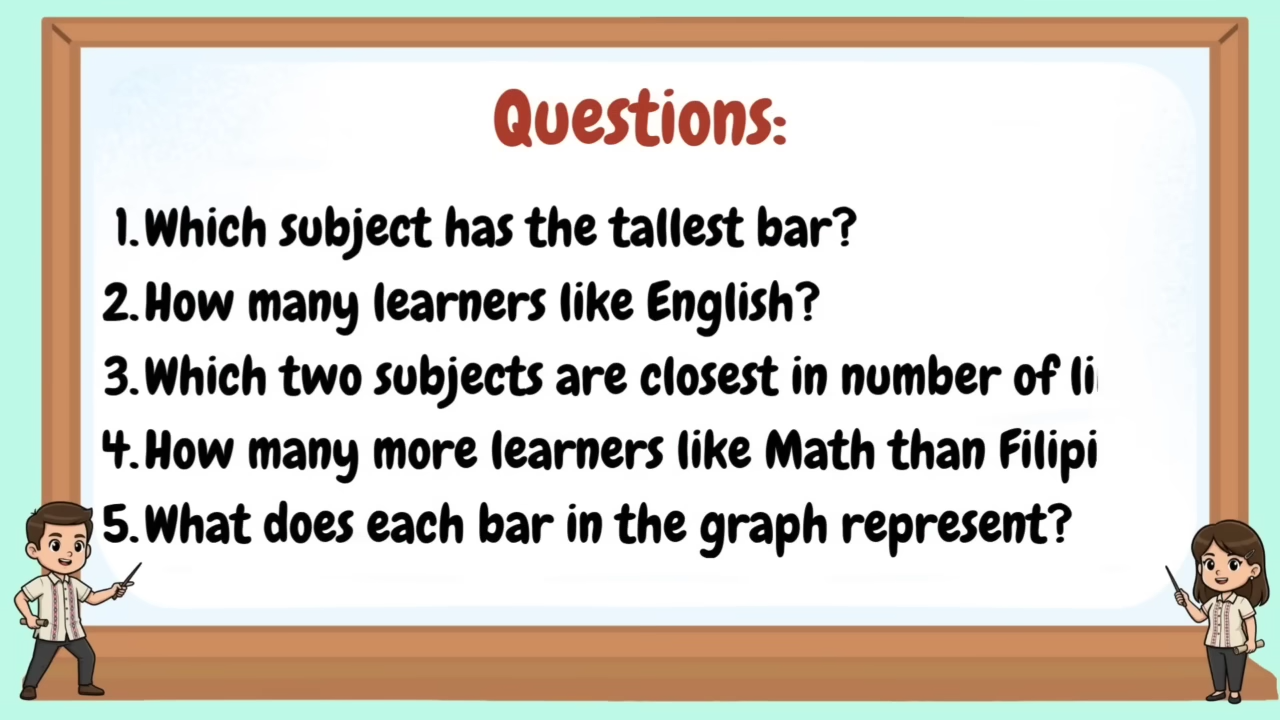 Questions:
1. Which subject has the tallest bar?
2. How many learners like English?
3. Which two subjects are closest in number of
4. How many more learners like Math than Filipi
5. What does each bar in the graph represent?